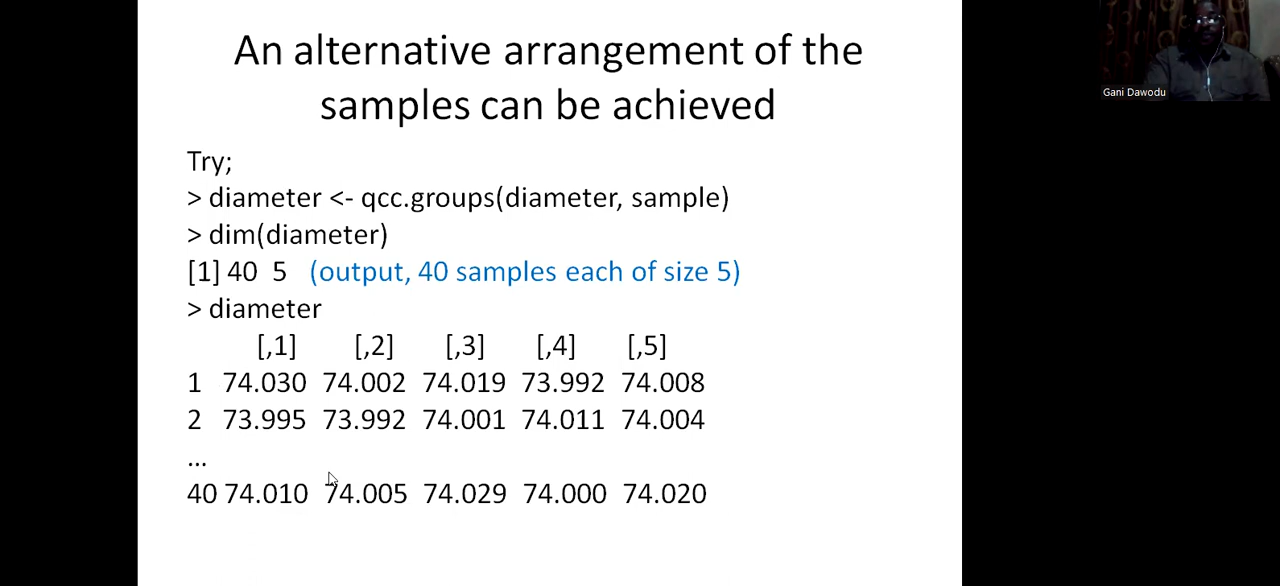 An alternative arrangement of the
samples can be achieved
Try;
> diameter <- qcc.groups(diameter, sample)
> dim(diameter)
[1] 40 5 (output, 40 samples each of size 5)
> diameter
[,1] [,2] [,3] [,4] [,5]
1 74.030 74.002 74.019 73.992 74.008
2 73.995 73.992 74.001 74.011 74.004
...
40 74.010 74.005 74.029 74.000 74.020
Gani Dawodu